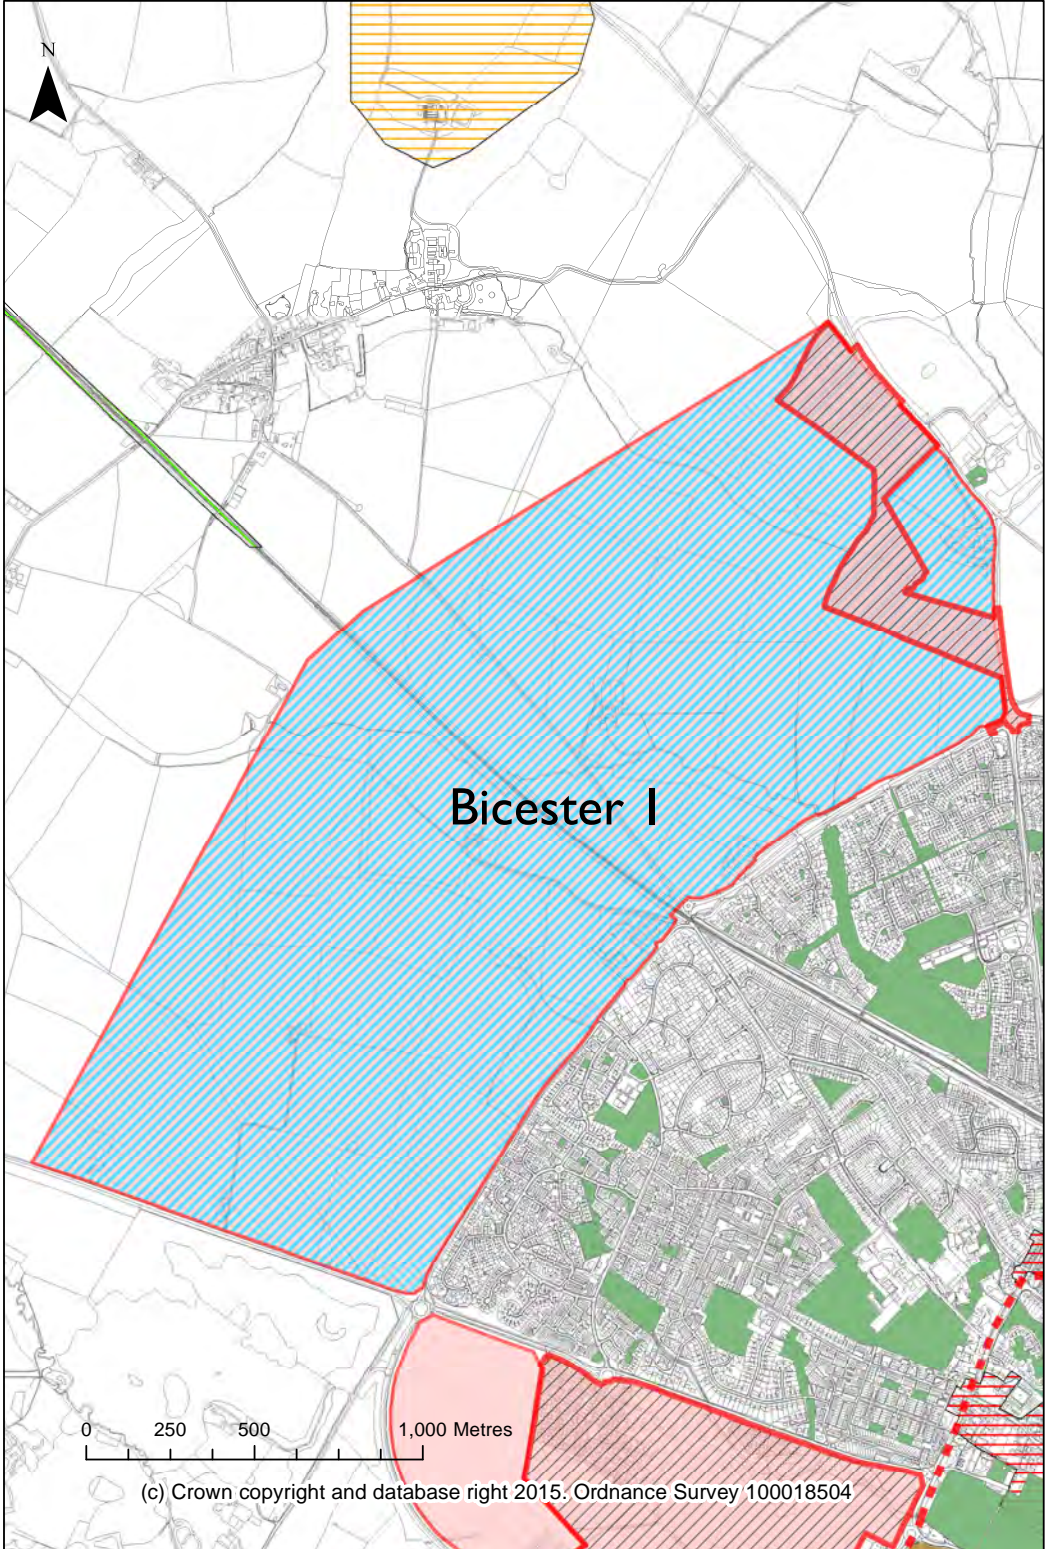 N
Bicester 1
0 250 500 1,000 Metres
(c) Crown copyright and database right 2015. Ordnance Survey 100018504